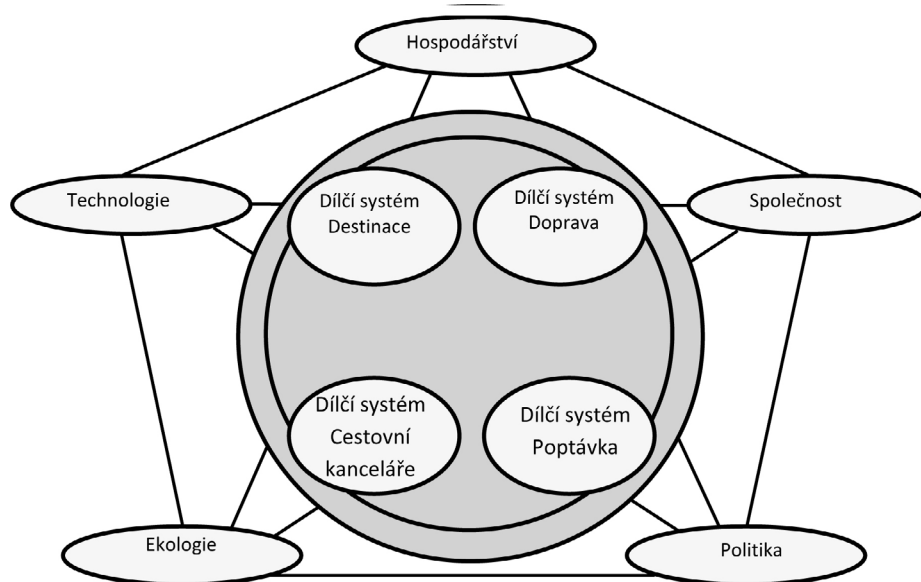 Hospodářství
Technologie
Dílčí systém
Destinace
Dílčí systém
Doprava
Společnost
Dílčí systém
Cestovní
kanceláře
Dílčí systém
Poptávka
Ekologie
Politika